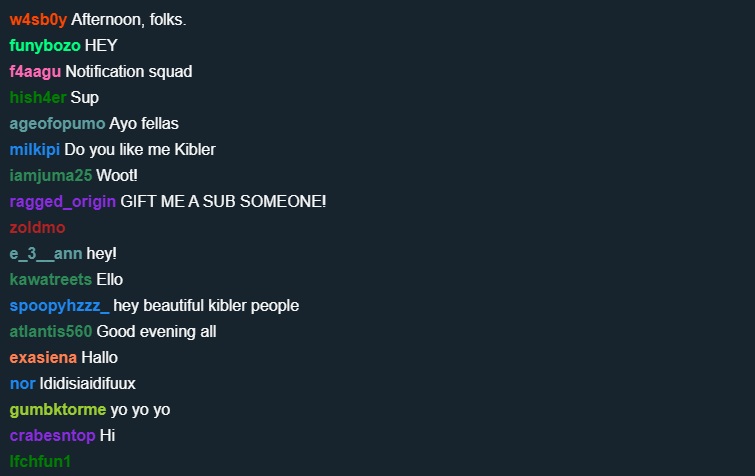 w4sb0y Afternoon, folks.
funybozo HEY
f4aagu Notification squad
hish4er Sup
ageofopumo Ayo fellas
milkipi Do you like me Kibler
iamjuma25 Woot!
ragged_origin GIFT ME A SUB SOMEONE!
zoldmo
e_3__ann hey!
kawatreets Ello
spoopyhzzz_ hey beautiful kibler people
atlantis560 Good evening all
exasiena Hallo
nor Ididisiaidifuux
gumbktorme yo yo yo
crabesntop Hi
lfchfun1